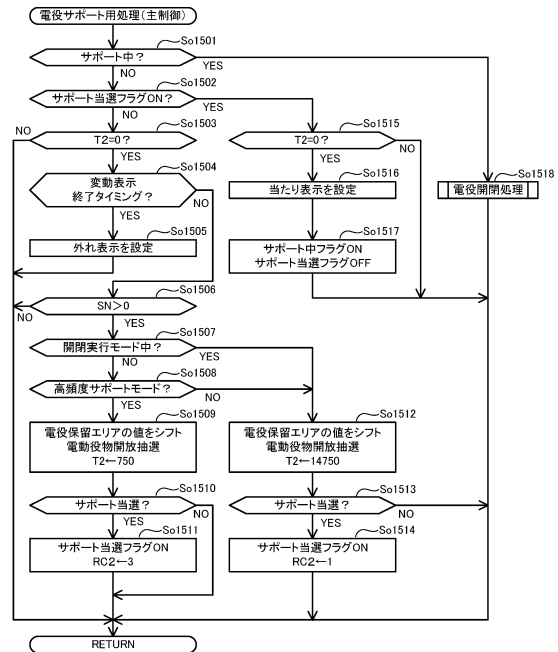 電役サポート用処理(主制御)
So1501
サポート中？
YES
NO
So1502
サポート当選フラグON？
YES
NO
So1503
NO
T2=0？
YES
So1515
T2=0？
NO
YES
So1504
変動表示
終了タイミング？
NO
YES
So1516
当たり表示を設定
So1518
電役開閉処理
So1505
外れ表示を設定
So1517
サポート中フラグON
サポート当選フラグOFF
So1506
SN＞0
NO
YES
So1507
開閉実行モード中？
YES
NO
So1508
高頻度サポートモード？
NO
YES
So1509
電役保留エリアの値をシフト
電動役物開放抽選
T2←750
So1512
電役保留エリアの値をシフト
電動役物開放抽選
T2←14750
So1510
サポート当選？
NO
YES
So1513
サポート当選？
NO
YES
So1511
サポート当選フラグON
RC2←3
So1514
サポート当選フラグON
RC2←1
RETURN